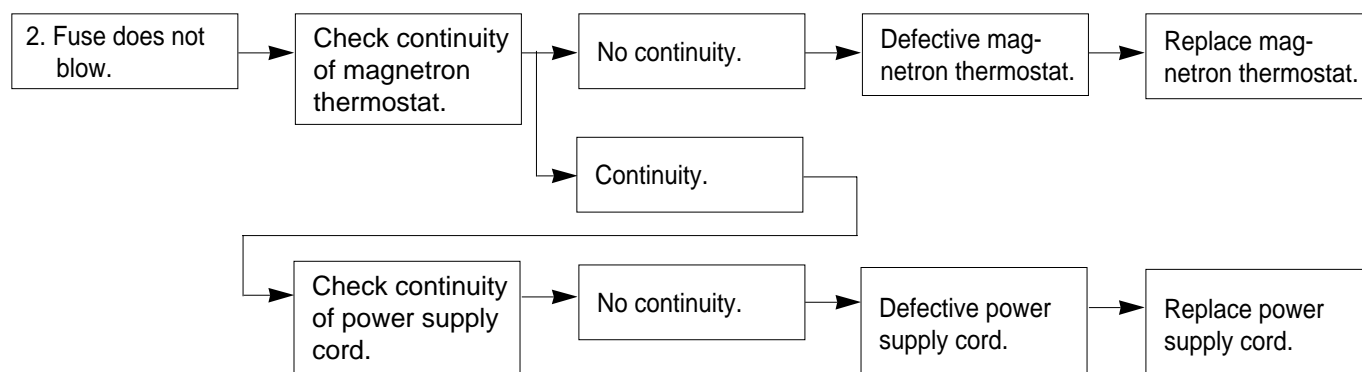 2. Fuse does not
blow.
Check continuity
of magnetron
thermostat.
No continuity.
Defective mag-
netron thermostat.
Replace mag-
netron thermostat.
Continuity.
Check continuity
of power supply
cord.
No continuity.
Defective power
supply cord.
Replace power
supply cord.